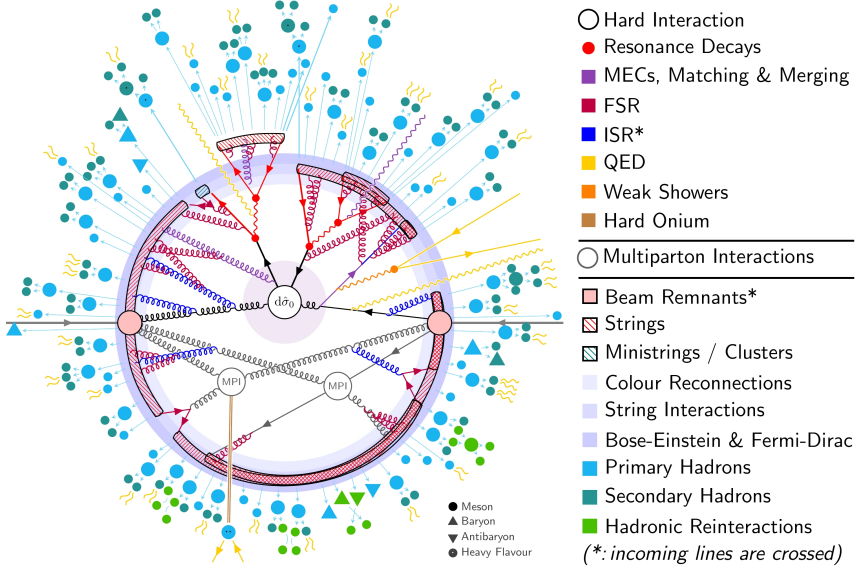 Hard Interaction
Resonance Decays
MECs, Matching & Merging
FSR
ISR*
QED
Weak Showers
Hard Onium
Multiparton Interactions
Beam Remnants*
Strings
Ministrings / Clusters
Colour Reconnections
String Interactions
Bose-Einstein & Fermi-Dirac
Primary Hadrons
Secondary Hadrons
Hadronic Reinteractions
(*: incoming lines are crossed)
dσ̂₀
MPI
MPI
Meson
Baryon
Antibaryon
Heavy Flavour